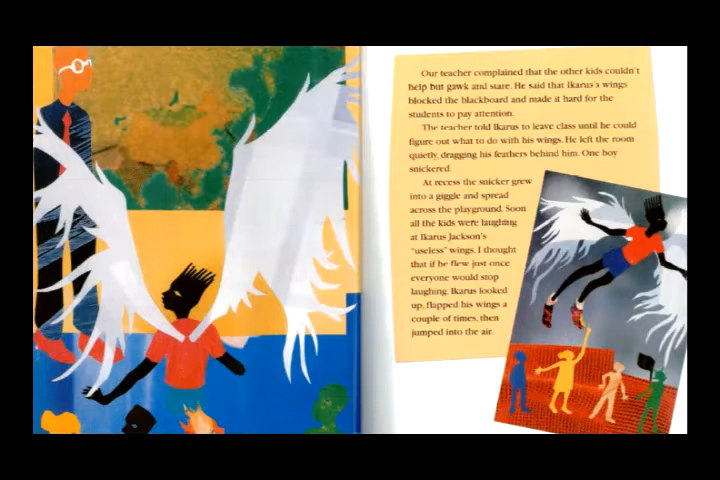 Our teacher complained that the other kids couldn't
help but gawk and stare. He said that Ikarus's wings
blocked the blackboard and made it hard for the
students to pay attention.
The teacher told Ikarus to leave class until he could
figure out what to do with his wings. He left the room
quietly, dragging his feathers behind him. One boy
snickered.
At recess the snicker grew
into a giggle and spread
across the playground. Soon
all the kids were laughing
at Ikarus Jackson's
"useless" wings. I thought
that if he flew just once
everyone would stop
laughing. Ikarus looked
up, flapped his wings a
couple of times, then
jumped into the air.